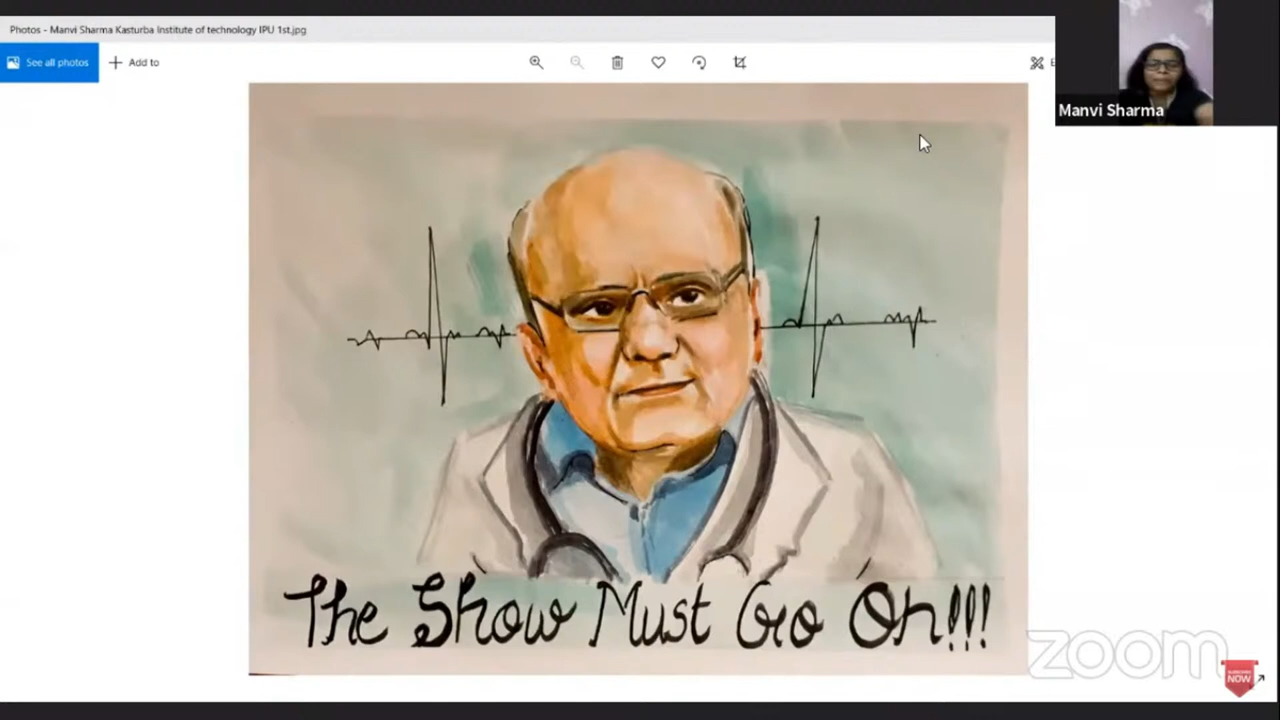 Photos - Manvi Sharma Kasturba Institute of technology IPU 1st.jpg
See all photos
Add to
Manvi Sharma
The Show Must Go On!!!
zoom
NOW